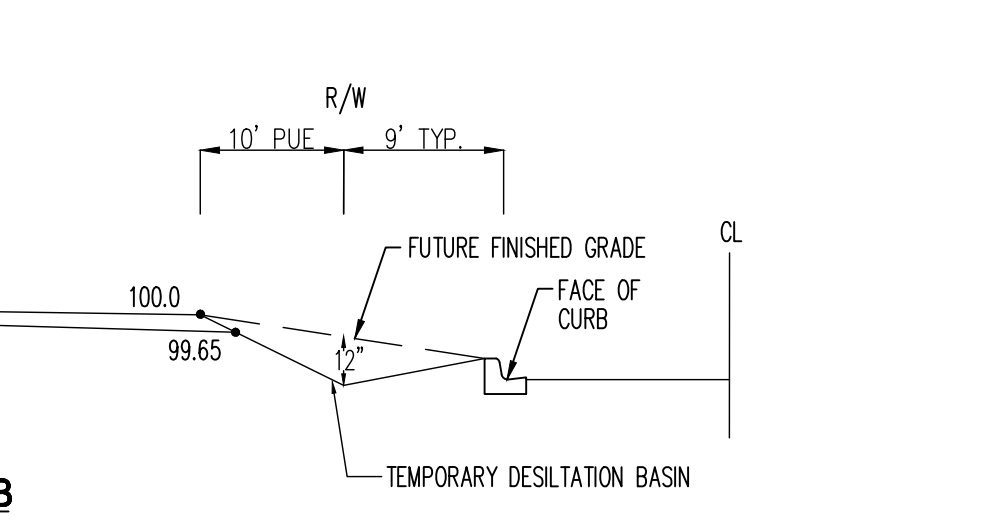 R/W
10' PUE
9' TYP.
CL
FUTURE FINISHED GRADE
FACE OF
CURB
100.0
99.65
12"
TEMPORARY DESILTATION BASIN
B